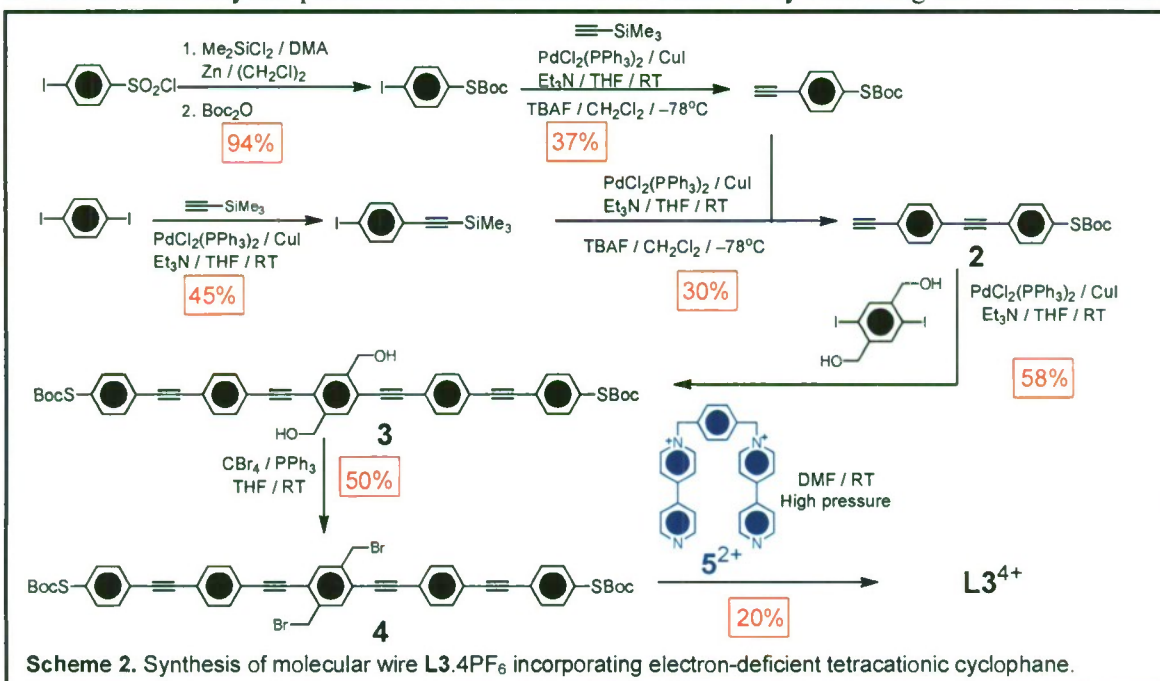 1. Me₂SiCl₂ / DMA
Zn / (CH₂Cl)₂
2. Boc₂O
94%
I
SO₂Cl
I
SBoc
≡—SiMe₃
PdCl₂(PPh₃)₂ / CuI
Et₃N / THF / RT
TBAF / CH₂Cl₂ / –78°C
37%
SBoc
I
I
SiMe₃
PdCl₂(PPh₃)₂ / CuI
Et₃N / THF / RT
45%
I
SiMe₃
PdCl₂(PPh₃)₂ / CuI
Et₃N / THF / RT
TBAF / CH₂Cl₂ / –78°C
30%
SBoc
2
OH
I
I
HO
PdCl₂(PPh₃)₂ / CuI
Et₃N / THF / RT
58%
BocS
OH
HO
SBoc
3
CBr₄ / PPh₃
THF / RT
50%
N+
N+
N
N
5²⁺
DMF / RT
High pressure
BocS
Br
Br
SBoc
4
20%
L3⁴⁺
Scheme 2. Synthesis of molecular wire L3.4PF₆ incorporating electron-deficient tetracationic cyclophane.